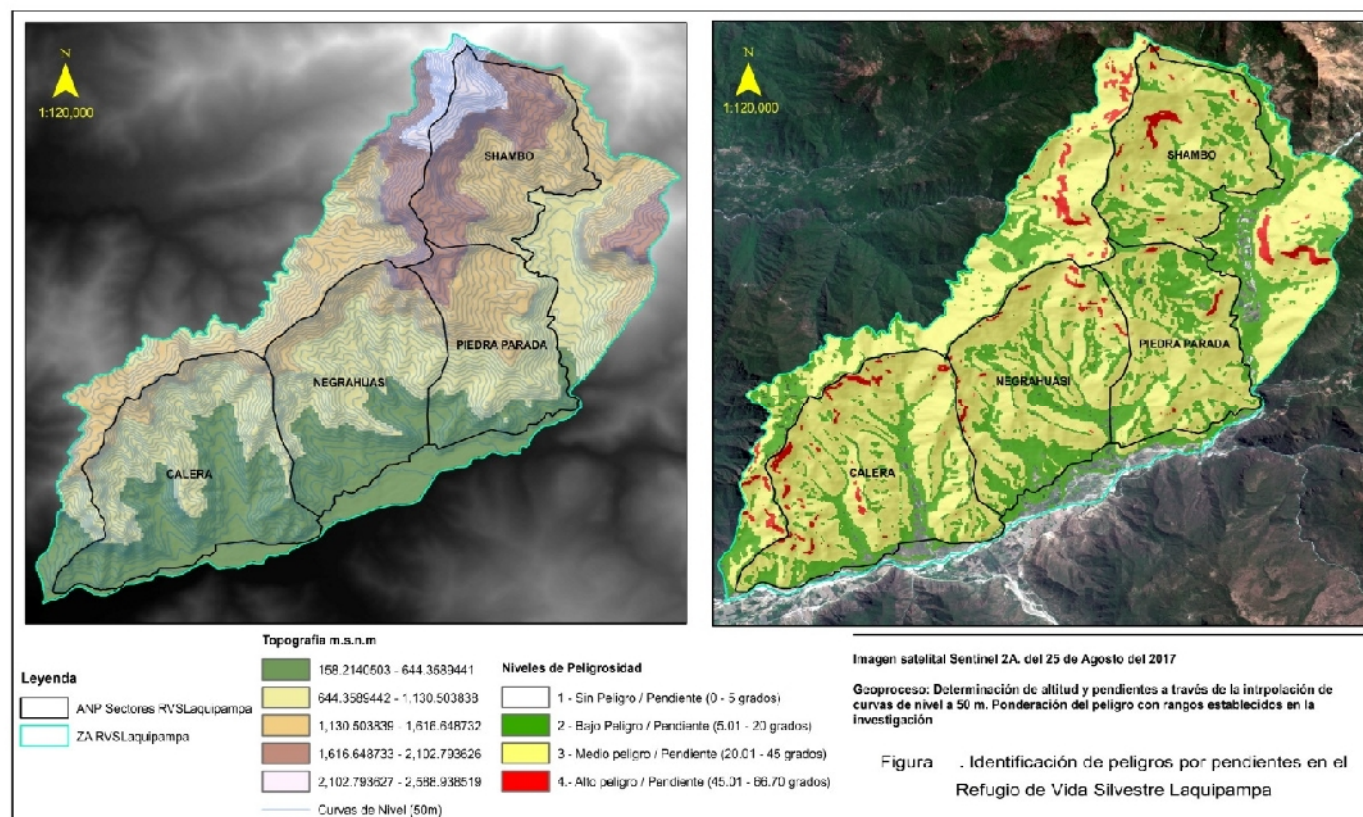 N
1:120,000
SHAMBO
PIEDRA PARADA
NEGRAHUASI
CALERA
N
1:120,000
SHAMBO
PIEDRA PARADA
NEGRAHUASI
CALERA
Leyenda
ANP Sectores RVSLaquipampa
ZA RVSLaquipampa
Topografia m.s.n.m
158.2140503 - 644.3589441
644.3589442 - 1,130.503838
1,130.503839 - 1,616.648732
1,616.648733 - 2,102.793626
2,102.793627 - 2,588.938519
Curvas de Nivel (50m)
Niveles de Peligrosidad
1 - Sin Peligro / Pendiente (0 - 5 grados)
2 - Bajo Peligro / Pendiente (5.01 - 20 grados)
3 - Medio peligro / Pendiente (20.01 - 45 grados)
4.- Alto peligro / Pendiente (45.01 - 66.70 grados)
Imagen satelital Sentinel 2A. del 25 de Agosto del 2017
Geoproceso: Determinación de altitud y pendientes a través de la intrpolación de
curvas de nivel a 50 m. Ponderación del peligro con rangos establecidos en la
investigación
Figura . Identificación de peligros por pendientes en el
Refugio de Vida Silvestre Laquipampa